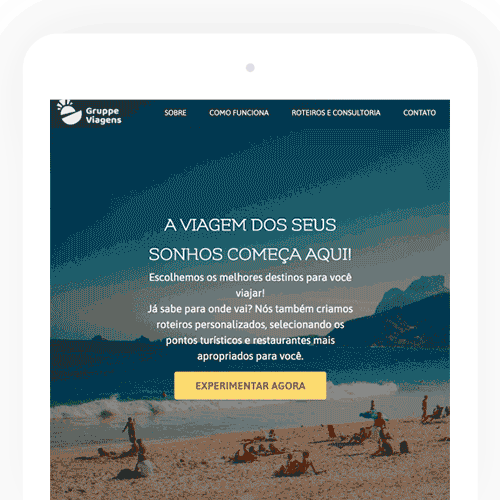 Gruppe
Viagens
SOBRE
COMO FUNCIONA
ROTEIROS E CONSULTORIA
CONTATO
A VIAGEM DOS SEUS
SONHOS COMEÇA AQUI!
Escolhemos os melhores destinos para você
viajar!
Já sabe para onde vai? Nós também criamos
roteiros personalizados, selecionando os
pontos turísticos e restaurantes mais
apropriados para você.
EXPERIMENTAR AGORA